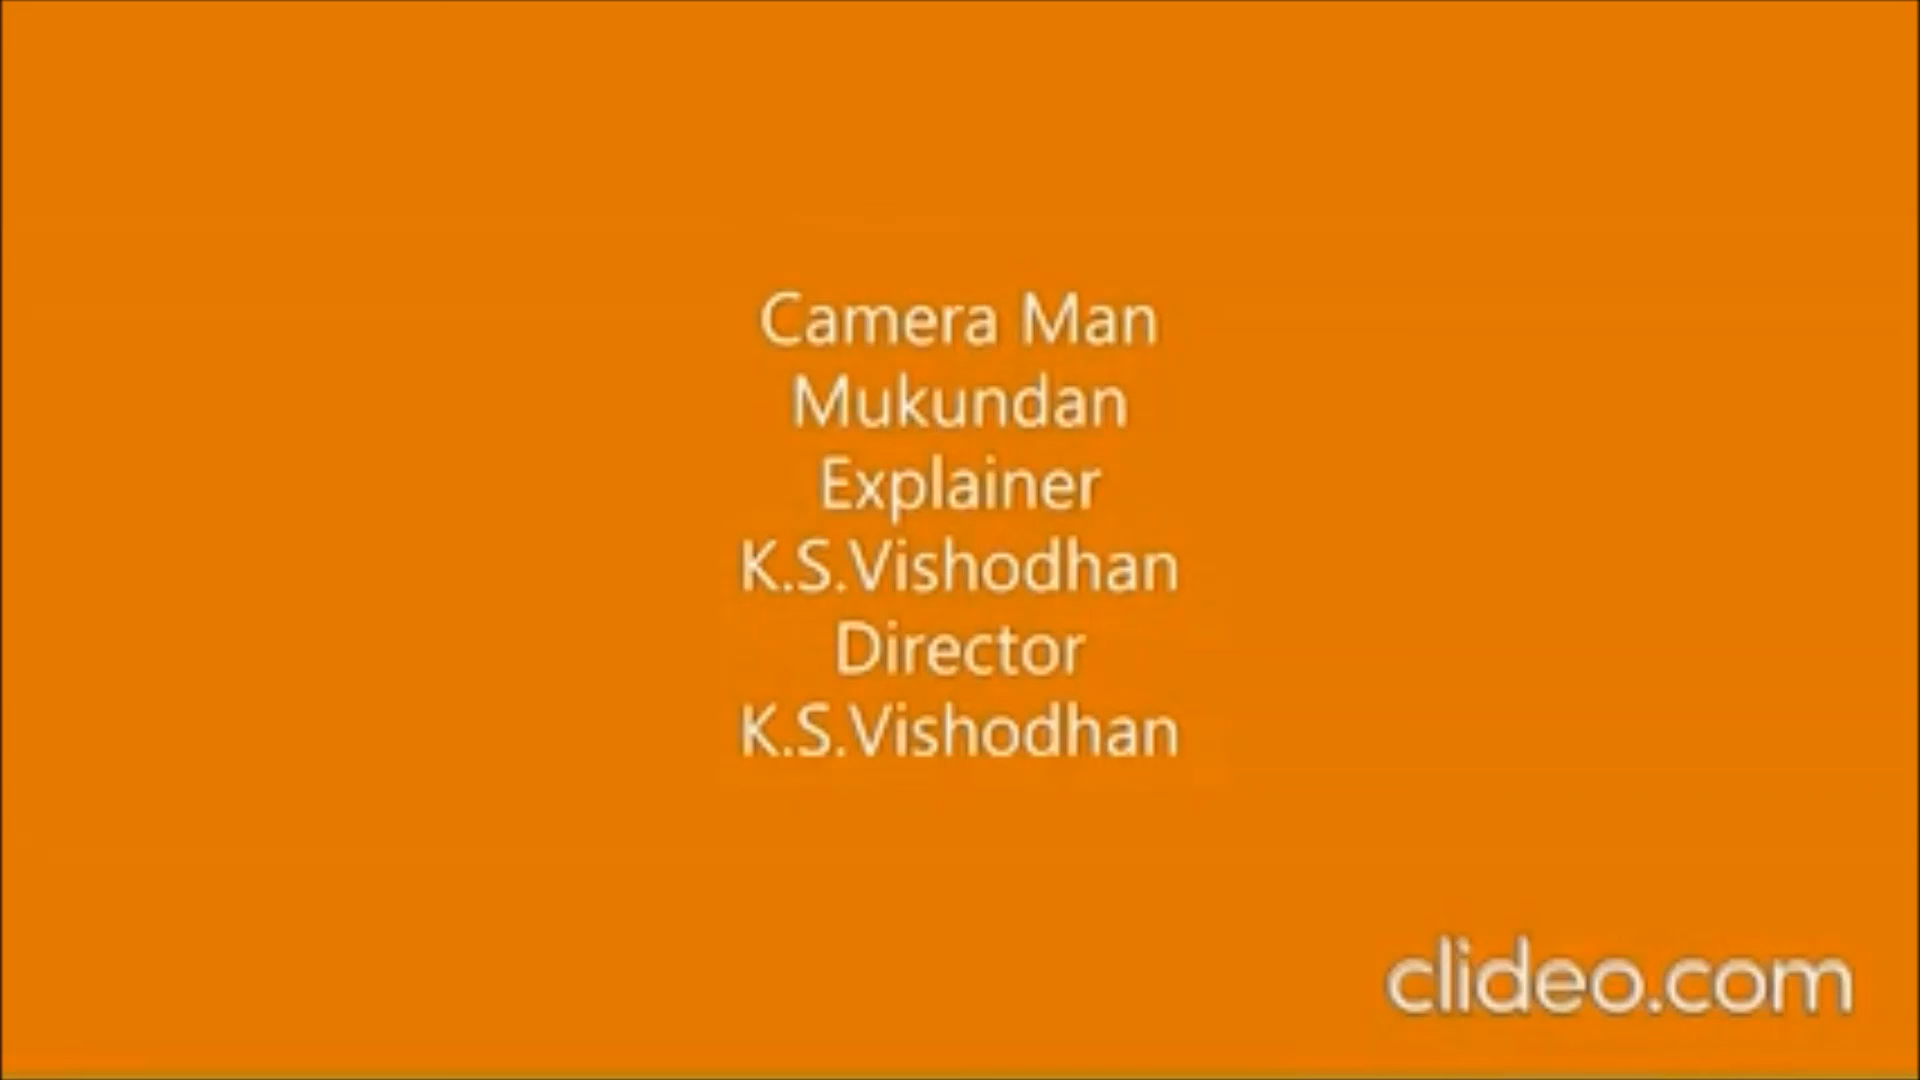 Camera Man
Mukundan
Explainer
K.S.Vishodhan
Director
K.S.Vishodhan
clideo.com